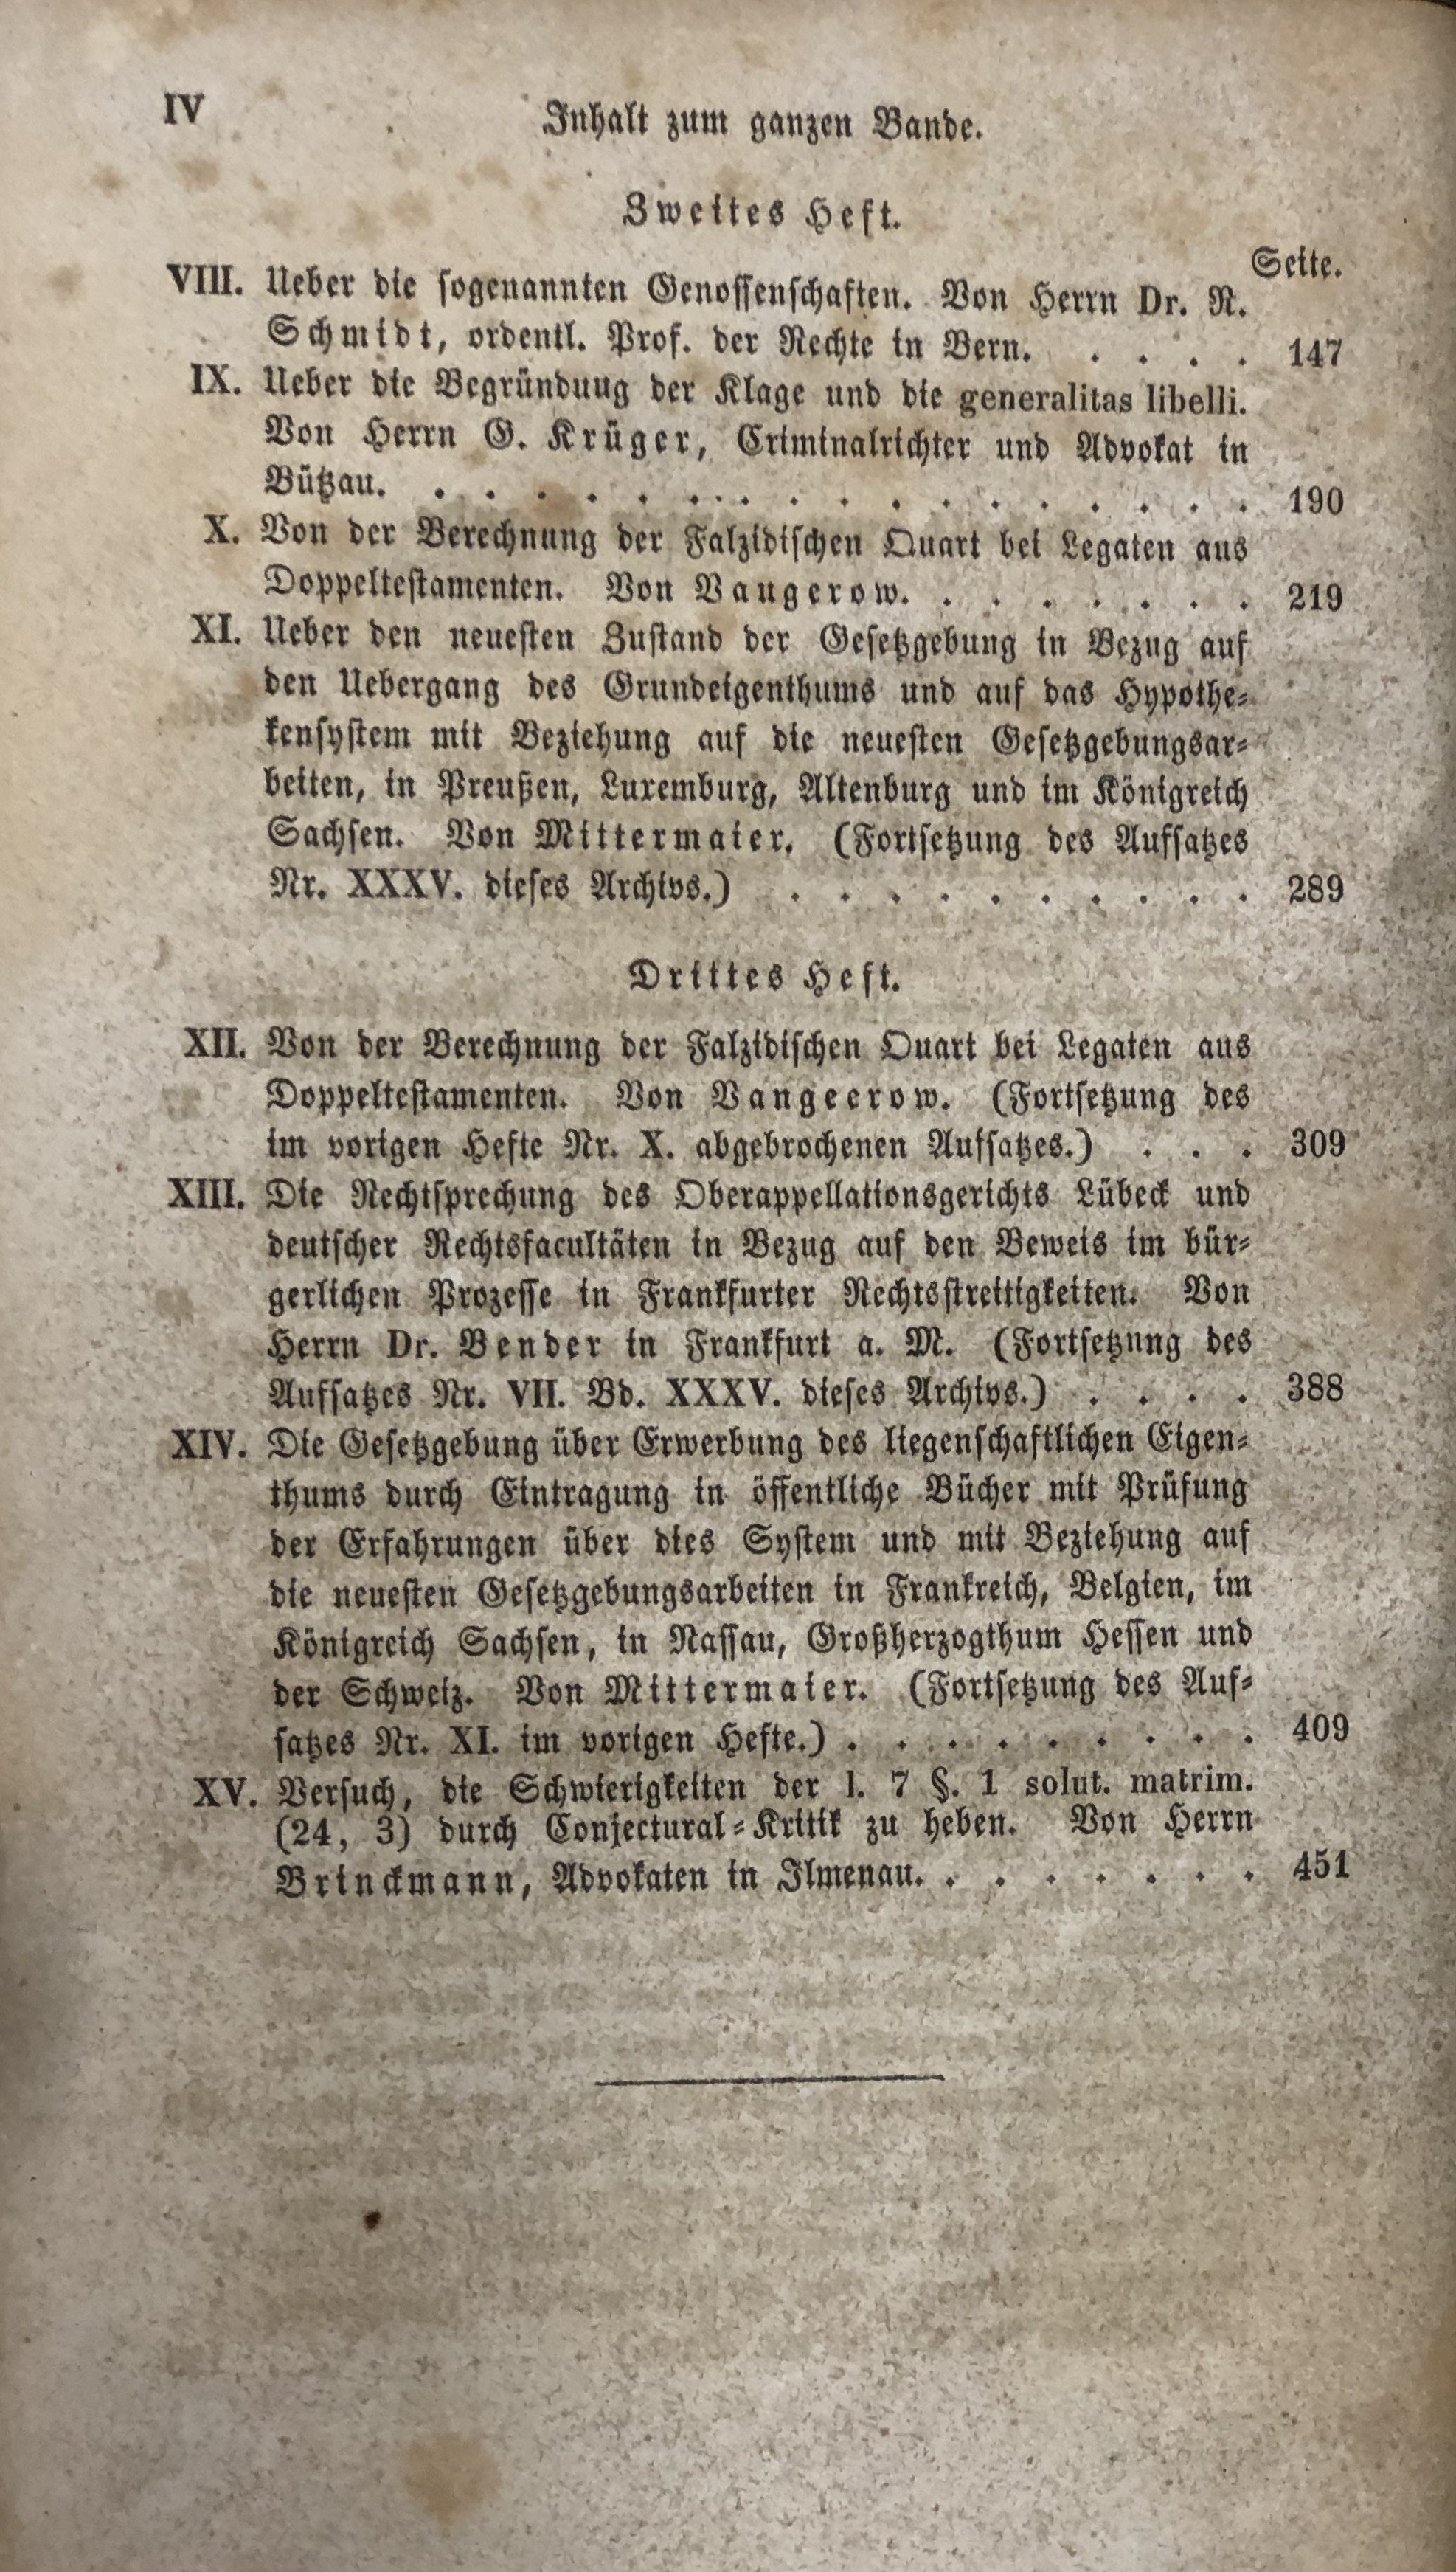 IV
Inhalt zum ganzen Bande.
Zweites Heft.
Seite.
VIII. Ueber die sogenannten Genossenschaften. Von Herrn Dr. R.
Schmidt, ordentl. Prof. der Rechte in Bern. . . . . 147
IX. Ueber die Begründuug der Klage und die generalitas libelli.
Von Herrn G. Krüger, Criminalrichter und Advokat in
Bützau. . . . . . . . . . . . . . . . . . 190
X. Von der Berechnung der Falzidischen Quart bei Legaten aus
Doppeltestamenten. Von Vaugerow. . . . . . . . 219
XI. Ueber den neuesten Zustand der Gesetzgebung in Bezug auf
den Uebergang des Grundeigenthums und auf das Hypothe-
kensystem mit Beziehung auf die neuesten Gesetzgebungsar-
beiten, in Preußen, Luxemburg, Altenburg und im Königreich
Sachsen. Von Mittermaier. (Fortsetzung des Aufsatzes
Nr. XXXV. dieses Archivs.) . . . . . . . . . . 289
Drittes Heft.
XII. Von der Berechnung der Falzidischen Quart bei Legaten aus
Doppeltestamenten. Von Vangeerow. (Fortsetzung des
im vorigen Hefte Nr. X. abgebrochenen Aufsatzes.) . . . 309
XIII. Die Rechtsprechung des Oberappellationsgerichts Lübeck und
deutscher Rechtsfacultäten in Bezug auf den Beweis im bür-
gerlichen Prozesse in Frankfurter Rechtsstreitigkeiten. Von
Herrn Dr. Bender in Frankfurt a. M. (Fortsetzung des
Aufsatzes Nr. VII. Bd. XXXV. dieses Archivs.) . . . . 388
XIV. Die Gesetzgebung über Erwerbung des liegenschaftlichen Eigen-
thums durch Eintragung in öffentliche Bücher mit Prüfung
der Erfahrungen über dies System und mit Beziehung auf
die neuesten Gesetzgebungsarbeiten in Frankreich, Belgien, im
Königreich Sachsen, in Nassau, Großherzogthum Hessen und
der Schweiz. Von Mittermaier. (Fortsetzung des Auf-
satzes Nr. XI. im vorigen Hefte.) . . . . . . . . . 409
XV. Versuch, die Schwierigkeiten der l. 7 §. 1 solut. matrim.
(24, 3) durch Conjectural-Kritik zu heben. Von Herrn
Brinckmann, Advokaten in Ilmenau. . . . . . . . 451